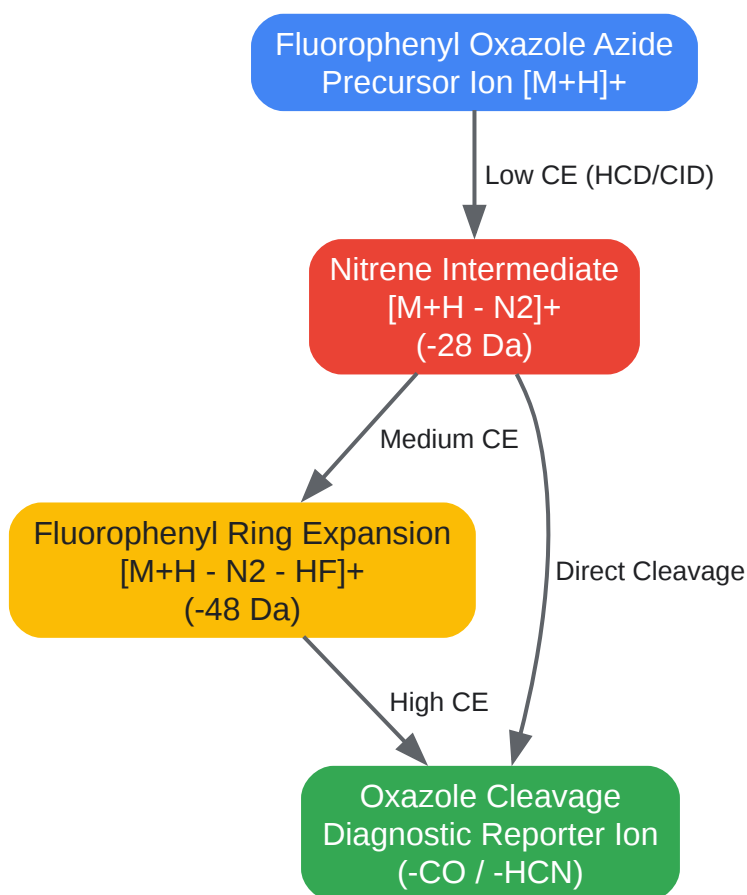 Fluorophenyl Oxazole Azide
Precursor Ion [M+H]+
Low CE (HCD/CID)
Nitrene Intermediate
[M+H - N2]+
(-28 Da)
Medium CE
Fluorophenyl Ring Expansion
[M+H - N2 - HF]+
(-48 Da)
Direct Cleavage
High CE
Oxazole Cleavage
Diagnostic Reporter Ion
(-CO / -HCN)